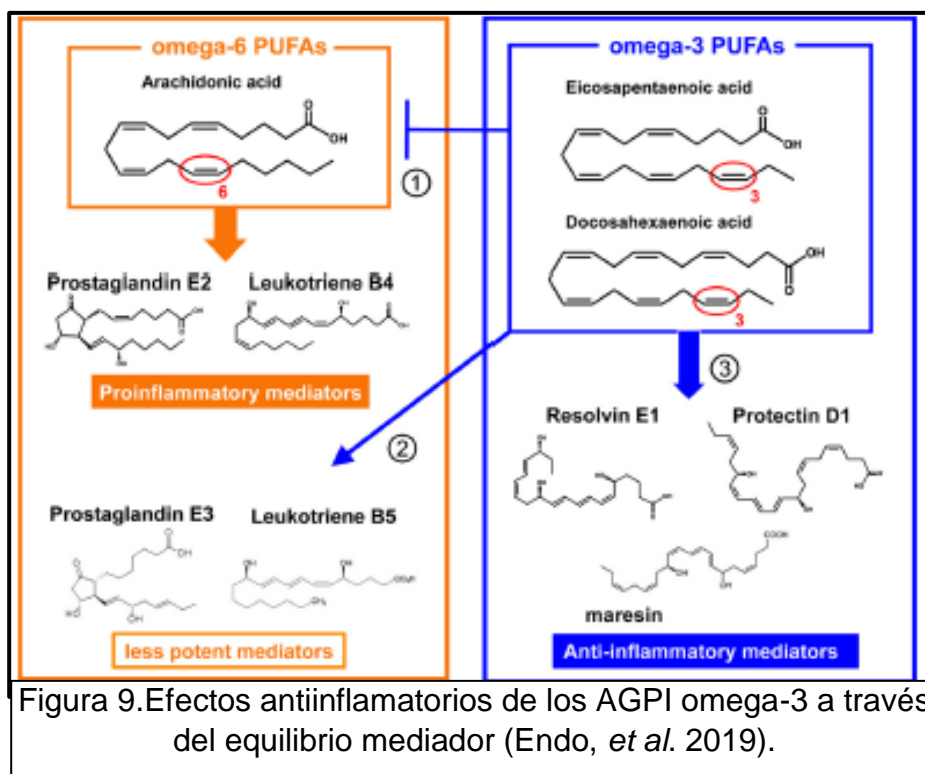 omega-6 PUFAs
Arachidonic acid
O
OH
6
①
Prostaglandin E2
Leukotriene B4
Proinflammatory mediators
②
Prostaglandin E3
Leukotriene B5
less potent mediators
omega-3 PUFAs
Eicosapentaenoic acid
O
OH
3
Docosahexaenoic acid
OH
O
3
③
Resolvin E1
Protectin D1
COOH
maresin
Anti-inflammatory mediators
Figura 9.Efectos antiinflamatorios de los AGPI omega-3 a través
del equilibrio mediador (Endo, et al. 2019).